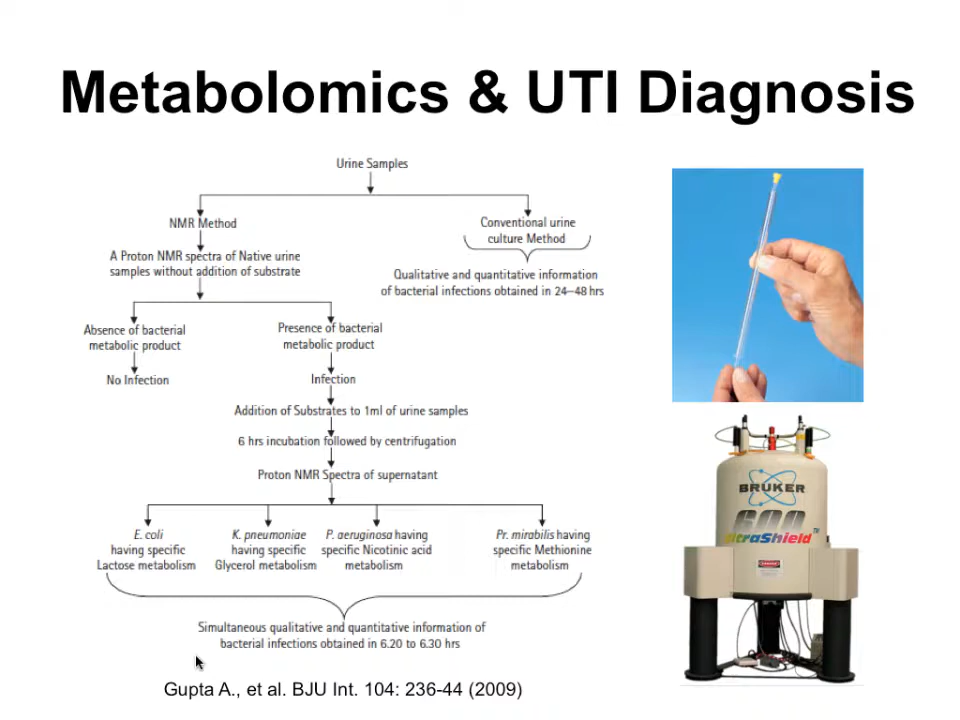 Metabolomics & UTI Diagnosis
Urine Samples
NMR Method
A Proton NMR spectra of Native urine
samples without addition of substrate
Conventional urine
culture Method
Qualitative and quantitative information
of bacterial infections obtained in 24–48 hrs
Absence of bacterial
metabolic product
No Infection
Presence of bacterial
metabolic product
Infection
Addition of Substrates to 1ml of urine samples
6 hrs incubation followed by centrifugation
Proton NMR Spectra of supernatant
E. coli
having specific
Lactose metabolism
K. pneumoniae
having specific
Glycerol metabolism
P. aeruginosa having
specific Nicotinic acid
metabolism
Pr. mirabilis having
specific Methionine
metabolism
Simultaneous qualitative and quantitative information of
bacterial infections obtained in 6.20 to 6.30 hrs
Gupta A., et al. BJU Int. 104: 236-44 (2009)
BRUKER
600
UltraShield™
DANGER